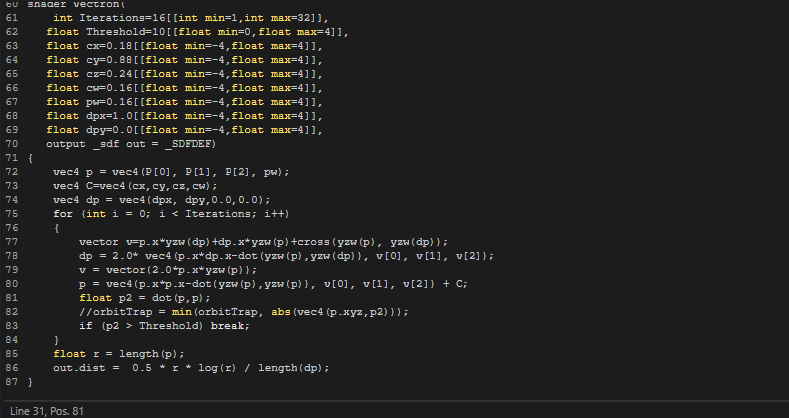 60 shader vectron(
61 int Iterations=16[[int min=1,int max=32]],
62 float Threshold=10[[float min=0,float max=4]],
63 float cx=0.18[[float min=-4,float max=4]],
64 float cy=0.88[[float min=-4,float max=4]],
65 float cz=0.24[[float min=-4,float max=4]],
66 float cw=0.16[[float min=-4,float max=4]],
67 float pw=0.16[[float min=-4,float max=4]],
68 float dpx=1.0[[float min=-4,float max=4]],
69 float dpy=0.0[[float min=-4,float max=4]],
70 output _sdf out = _SDFDEF)
71 {
72 vec4 p = vec4(P[0], P[1], P[2], pw);
73 vec4 C=vec4(cx,cy,cz,cw);
74 vec4 dp = vec4(dpx, dpy,0.0,0.0);
75 for (int i = 0; i < Iterations; i++)
76 {
77 vector v=p.x*yzw(dp)+dp.x*yzw(p)+cross(yzw(p), yzw(dp));
78 dp = 2.0* vec4(p.x*dp.x-dot(yzw(p),yzw(dp)), v[0], v[1], v[2]);
79 v = vector(2.0*p.x*yzw(p));
80 p = vec4(p.x*p.x-dot(yzw(p),yzw(p)), v[0], v[1], v[2]) + C;
81 float p2 = dot(p,p);
82 //orbitTrap = min(orbitTrap, abs(vec4(p.xyz,p2)));
83 if (p2 > Threshold) break;
84 }
85 float r = length(p);
86 out.dist = 0.5 * r * log(r) / length(dp);
87 }
Line 31, Pos. 81